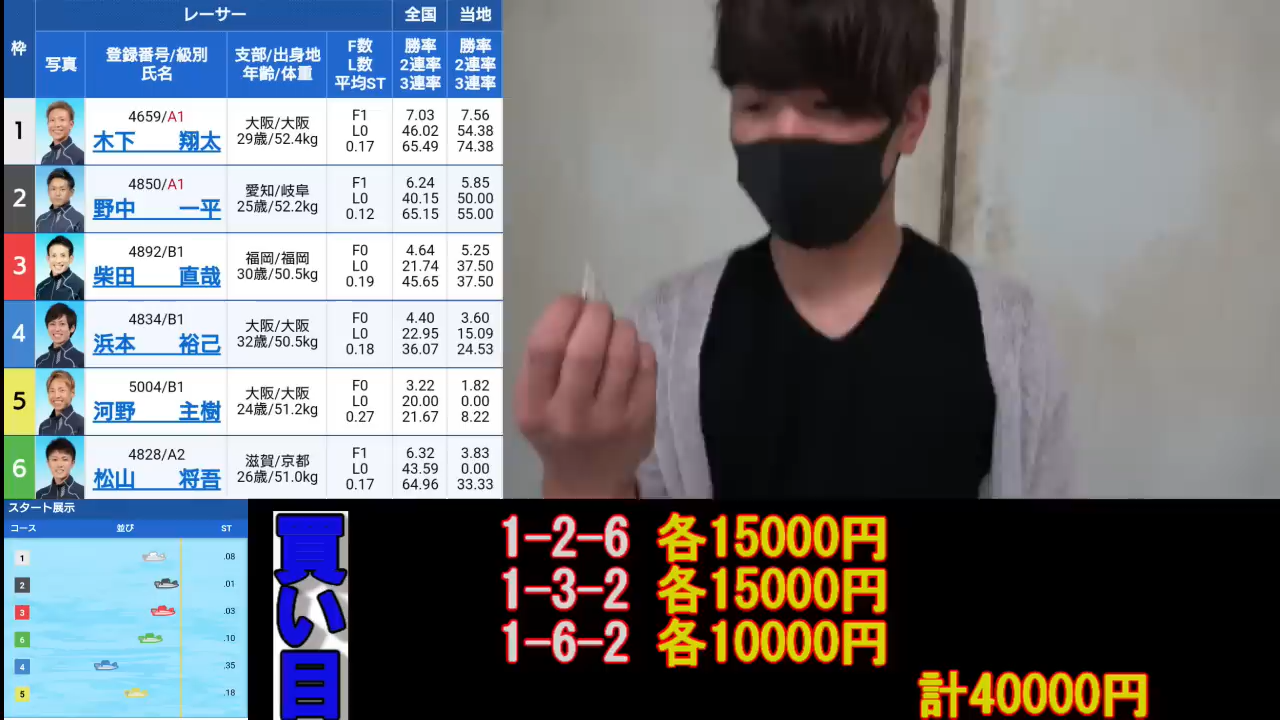 レーサー 全国 当地
枠 写真 登録番号/級別 氏名 支部/出身地 年齢/体重 F数 L数 平均ST 勝率 2連率 3連率 勝率 2連率 3連率
1 4659/A1 木下 翔太 大阪/大阪 29歳/52.4kg F1 L0 0.17 7.03 46.02 65.49 7.56 54.38 74.38
2 4850/A1 野中 一平 愛知/岐阜 25歳/52.2kg F1 L0 0.12 6.24 40.15 65.15 5.85 50.00 55.00
3 4892/B1 柴田 直哉 福岡/福岡 30歳/50.5kg F0 L0 0.19 4.64 21.74 45.65 5.25 37.50 37.50
4 4834/B1 浜本 裕己 大阪/大阪 32歳/50.5kg F0 L0 0.18 4.40 22.95 36.07 3.60 15.09 24.53
5 5004/B1 河野 主樹 大阪/大阪 24歳/51.2kg F0 L0 0.27 3.22 20.00 21.67 1.82 0.00 8.22
6 4828/A2 松山 将吾 滋賀/京都 26歳/51.0kg F1 L0 0.17 6.32 43.59 64.96 3.83 0.00 33.33
スタート展示
コース 並び ST
1 .08
2 .01
3 .03
6 .10
4 .35
5 .18
買い目
1-2-6 各15000円
1-3-2 各15000円
1-6-2 各10000円
計40000円